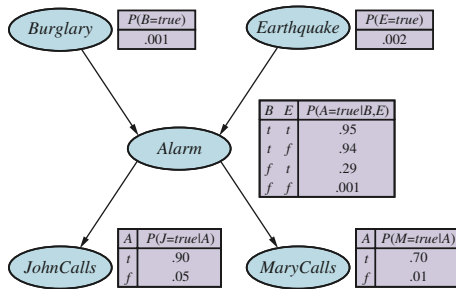 Burglary
P(B=true)
.001
Earthquake
P(E=true)
.002
B E P(A=true|B,E)
t t .95
t f .94
f t .29
f f .001
Alarm
JohnCalls
A P(J=true|A)
t .90
f .05
MaryCalls
A P(M=true|A)
t .70
f .01